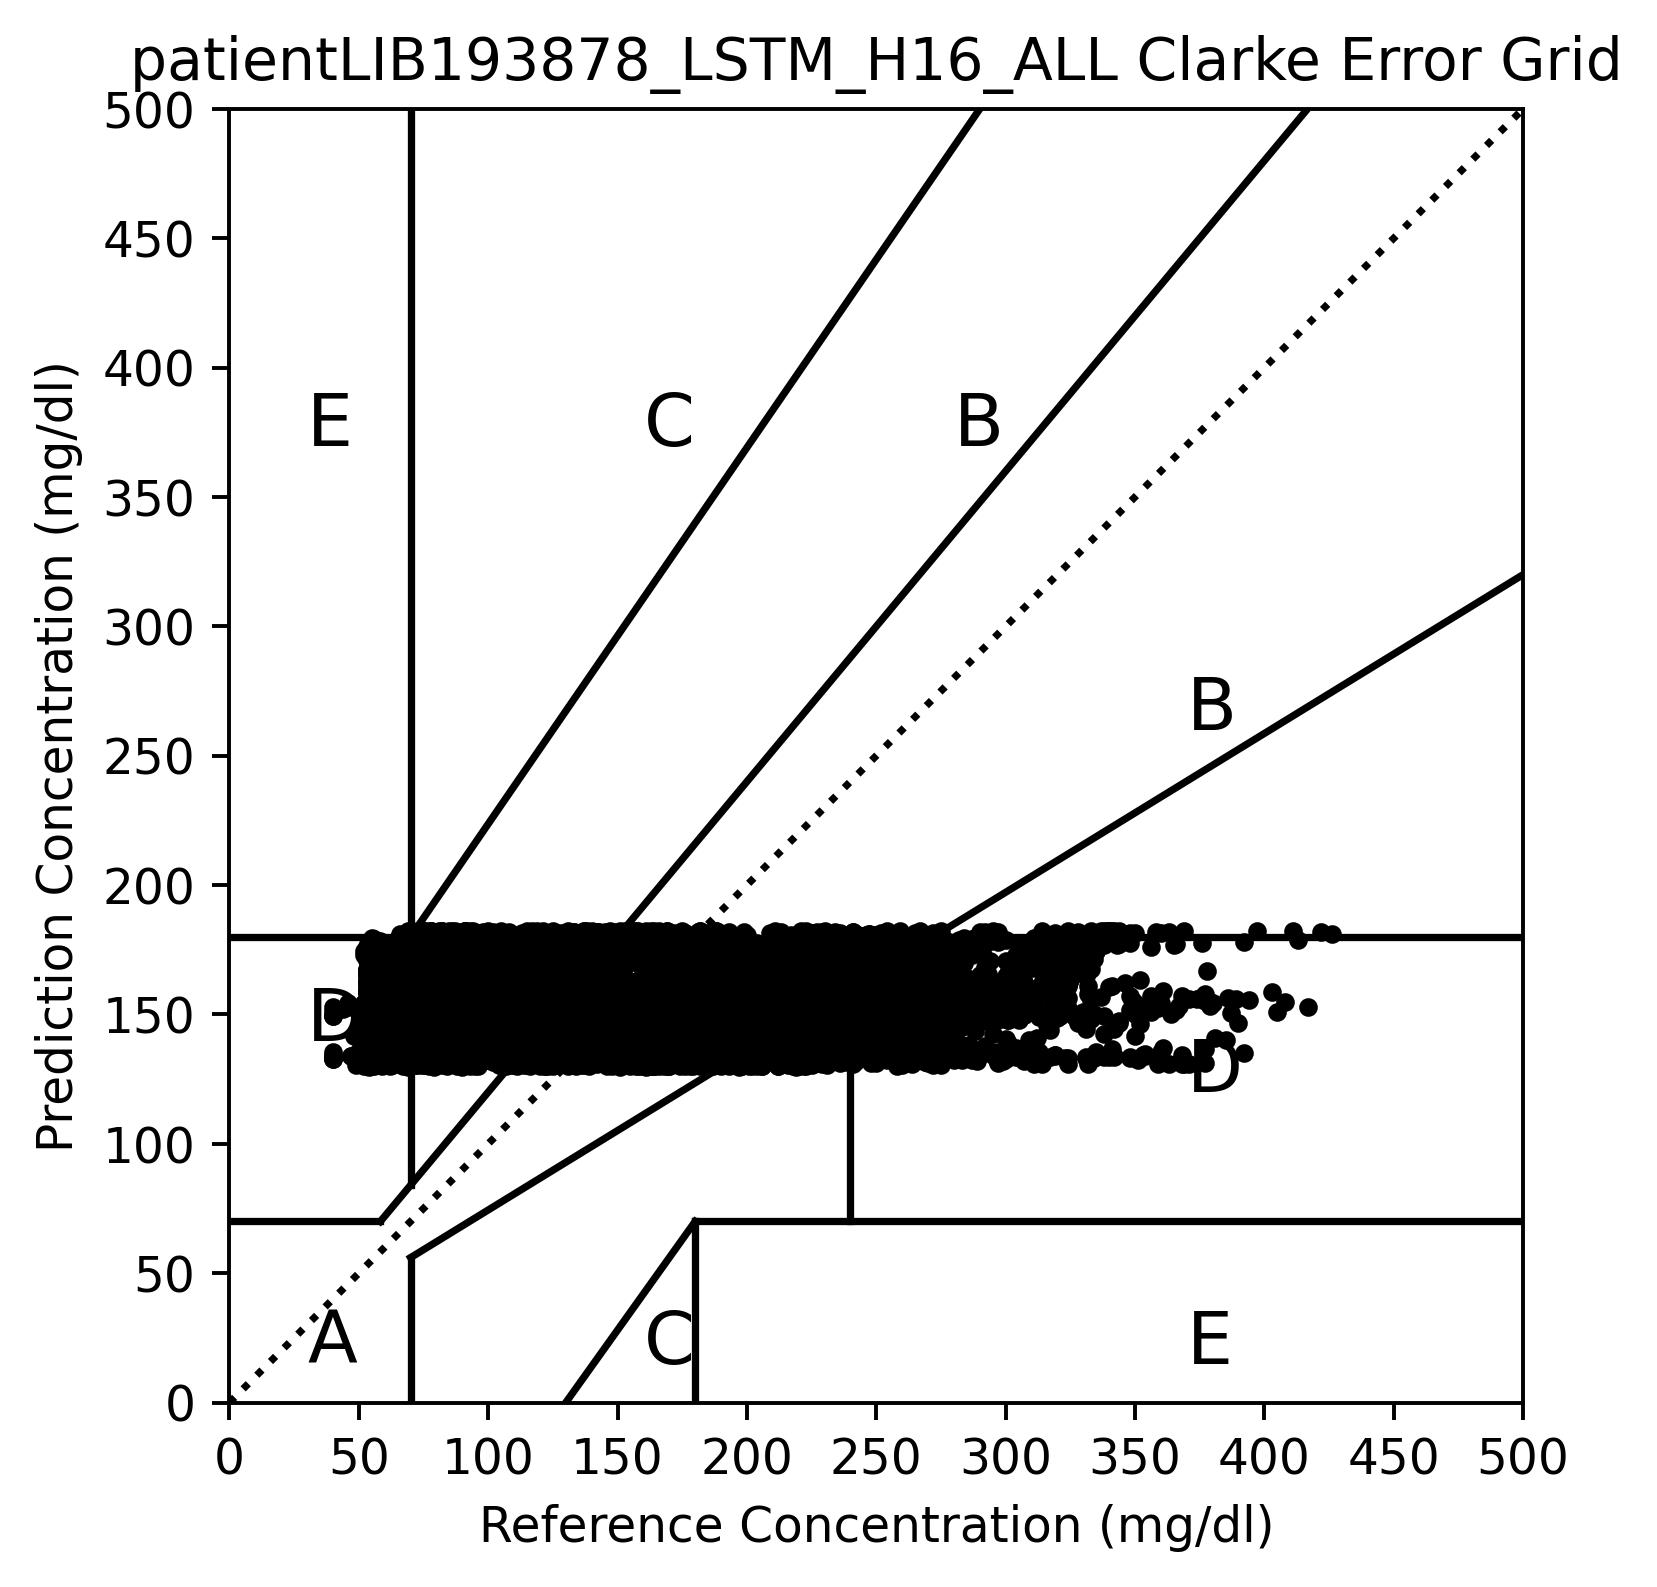 patientLIB193878_LSTM_H16_ALL Clarke Error Grid
500
450
400
350
300
250
200
150
100
50
0
Prediction Concentration (mg/dl)
E
C
B
B
D
D
A
C
E
0 50 100 150 200 250 300 350 400 450 500
Reference Concentration (mg/dl)